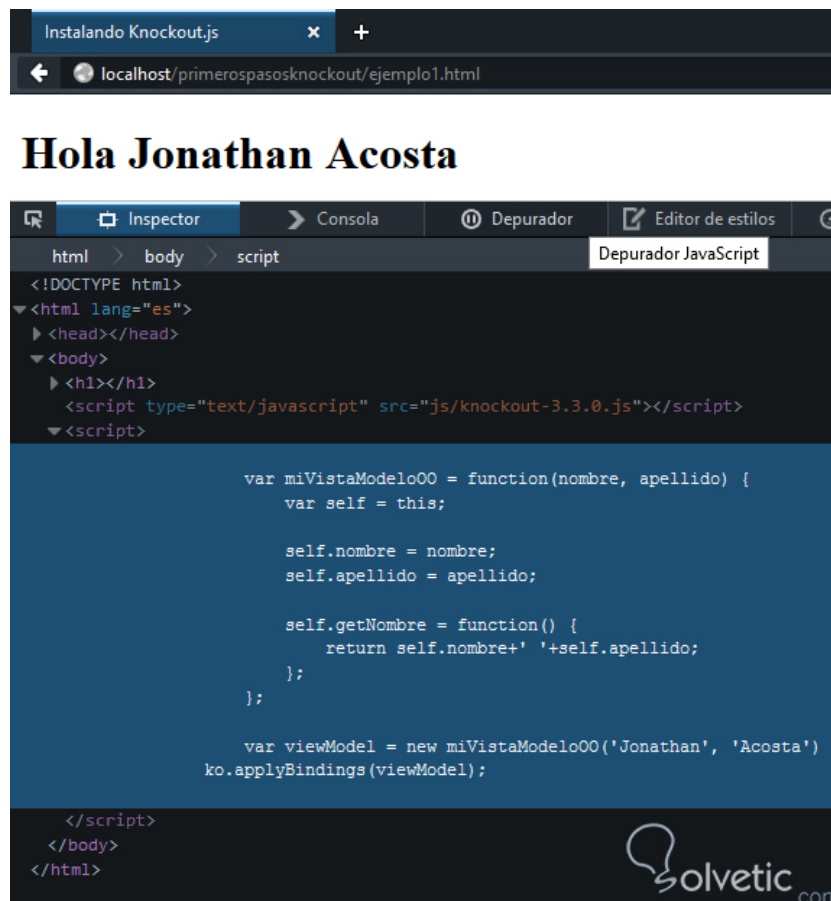 Instalando Knockout.js × +
localhost/primerospasosknockout/ejemplo1.html
Hola Jonathan Acosta
Inspector Consola Depurador Editor de estilos
html body script Depurador JavaScript
<!DOCTYPE html>
<html lang="es">
<head></head>
<body>
<h1></h1>
<script type="text/javascript" src="js/knockout-3.3.0.js"></script>
<script>
var miVistaModeloOO = function(nombre, apellido) {
var self = this;
self.nombre = nombre;
self.apellido = apellido;
self.getNombre = function() {
return self.nombre+' '+self.apellido;
};
};
var viewModel = new miVistaModeloOO('Jonathan', 'Acosta')
ko.applyBindings(viewModel);
</script>
</body>
</html>
Solvetic